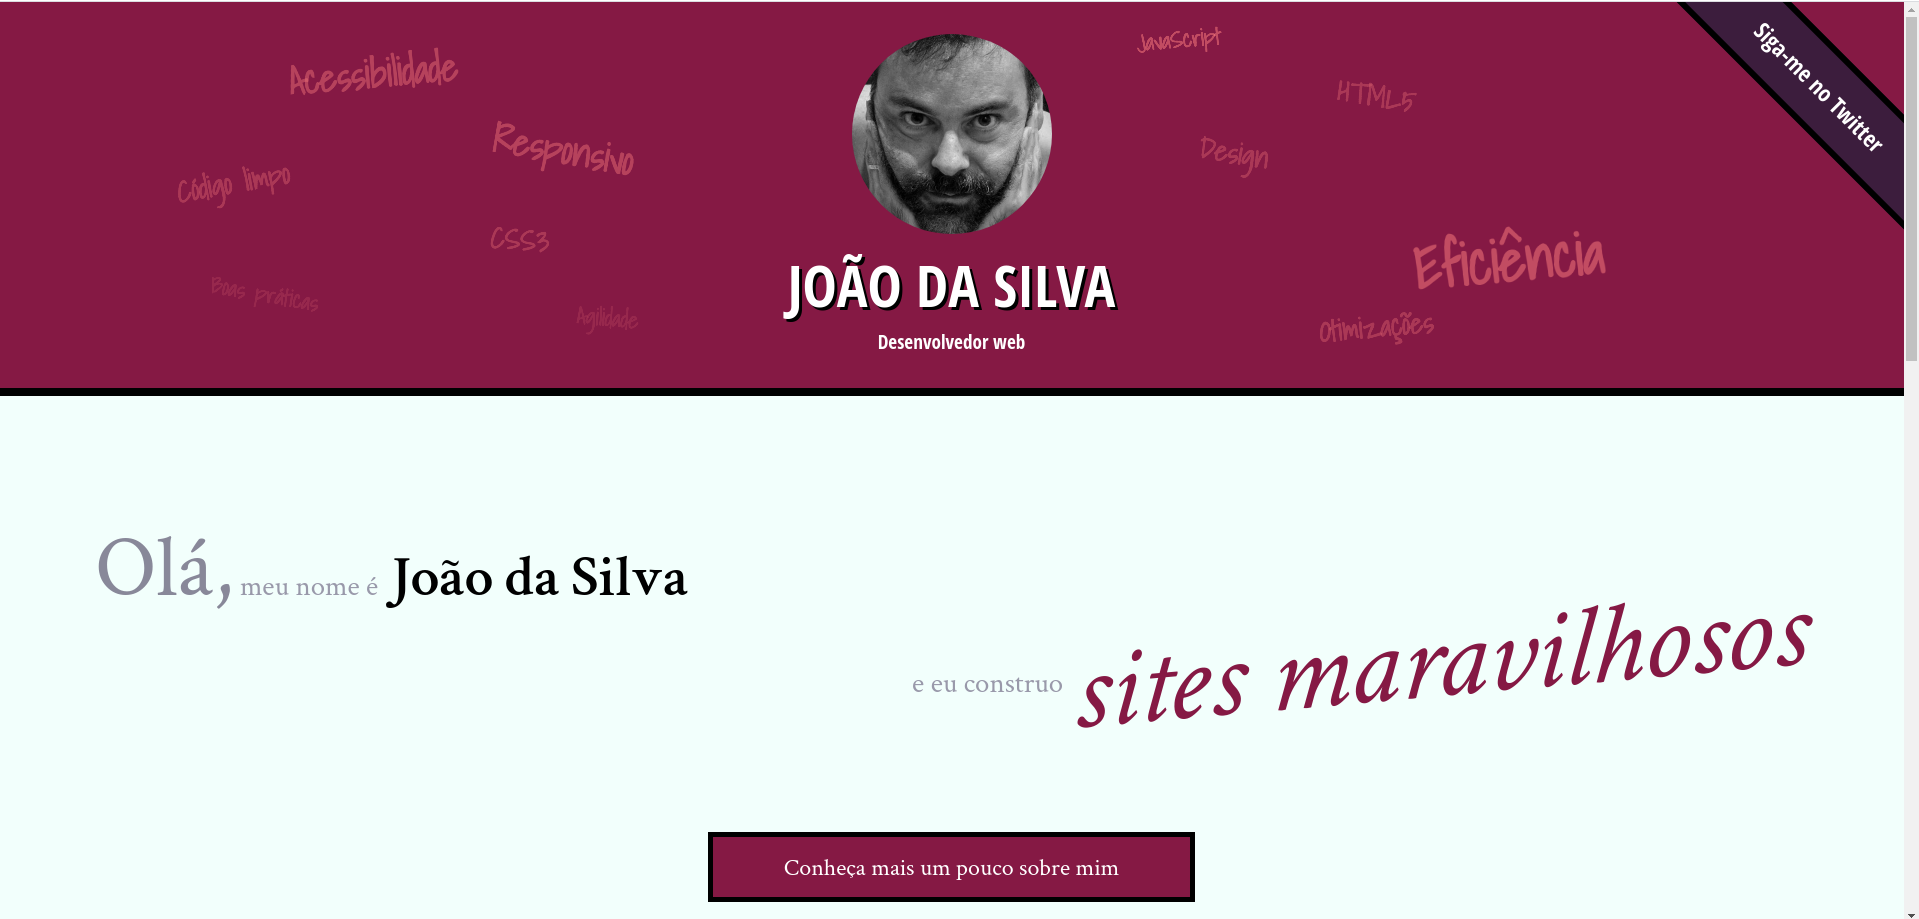 Acessibilidade
JavaScript
Siga-me no Twitter
HTML5
Responsivo
Design
Código limpo
CSS3
Eficiência
Boas práticas
Agilidade
Otimizações
JOÃO DA SILVA
Desenvolvedor web
Olá, meu nome é João da Silva
e eu construo sites maravilhosos
Conheça mais um pouco sobre mim